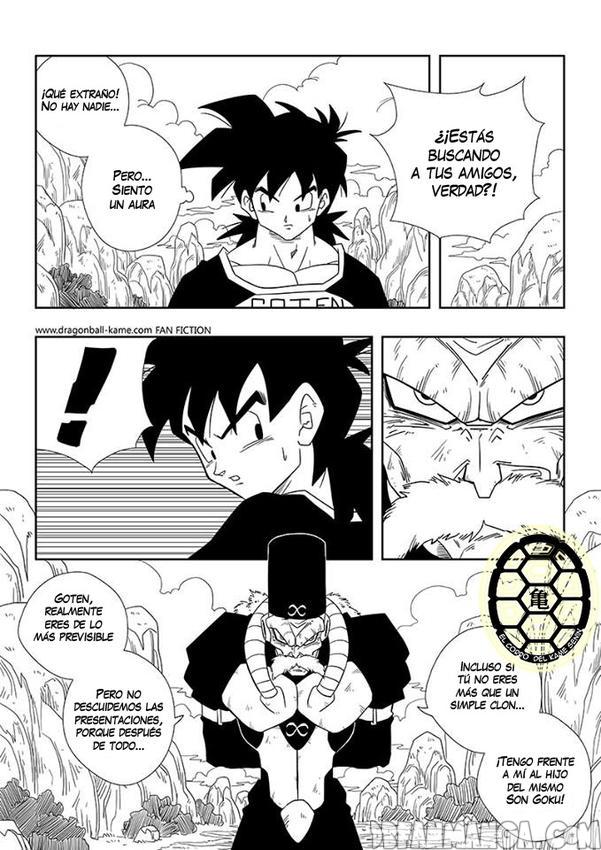 ¡QUÉ EXTRAÑO!
NO HAY NADIE...
PERO...
SIENTO
UN AURA
¿¡ESTÁS
BUSCANDO
A TUS AMIGOS,
VERDAD?!
GOTEN
www.dragonball-kame.com FAN FICTION
!
GOTEN,
REALMENTE
ERES DE LO
MÁS PREVISIBLE
PERO NO
DESCUIDEMOS LAS
PRESENTACIONES,
PORQUE DESPUÉS
DE TODO...
亀
EL CODEO DEL KAME SENIN
INCLUSO SI
TÚ NO ERES
MÁS QUE UN
SIMPLE CLON...
¡TENGO FRENTE
A MÍ AL HIJO
DEL MISMO
SON GOKU!
DREAMMANGA.COM